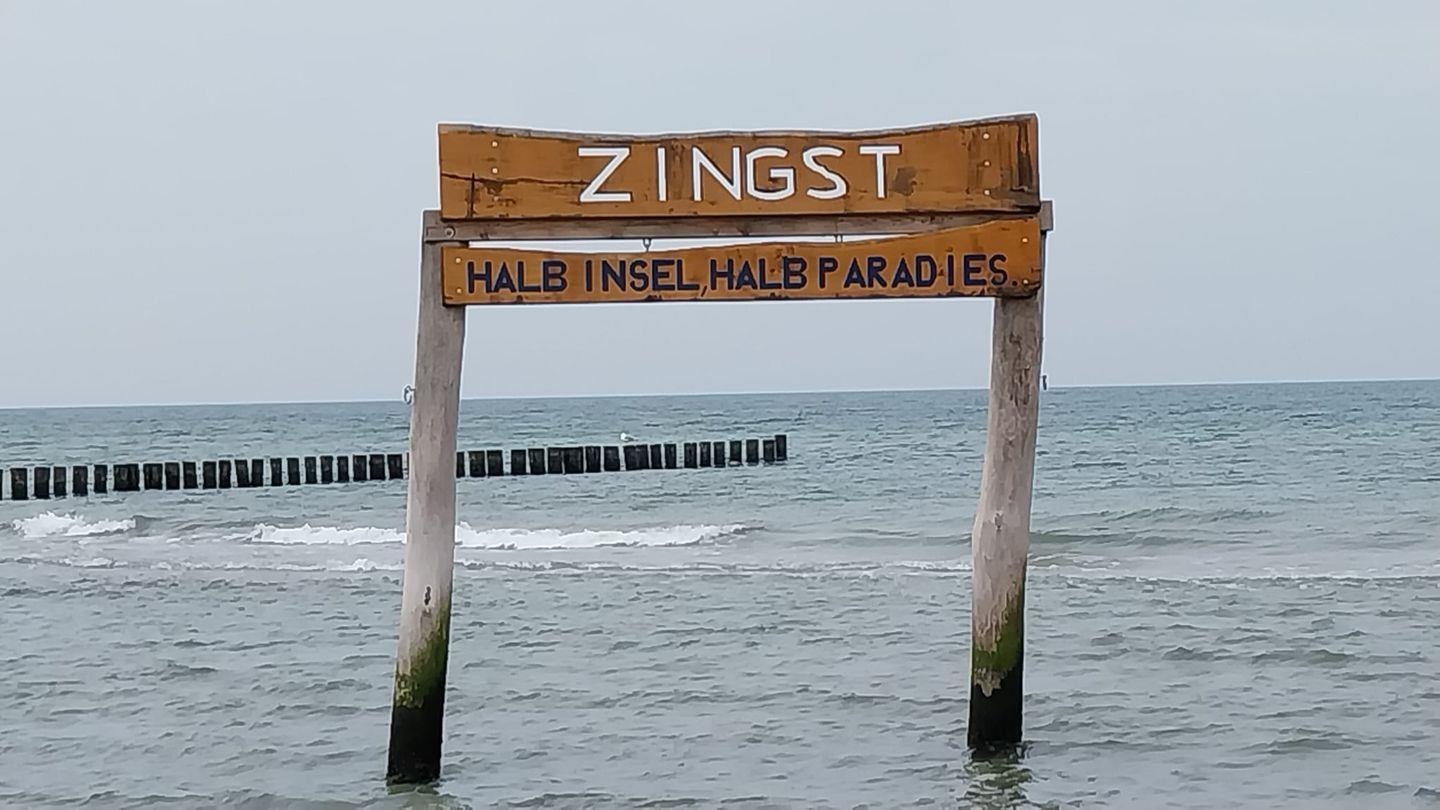 ZINGST
HALB INSEL, HALB PARADIES..